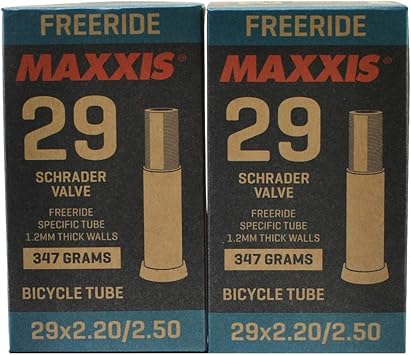 FREERIDE
MAXXIS®
29
SCHRADER
VALVE
FREERIDE
SPECIFIC TUBE
1.2MM THICK WALLS
347 GRAMS
BICYCLE TUBE
29x2.20/2.50
FREERIDE
MAXXIS®
29
SCHRADER
VALVE
FREERIDE
SPECIFIC TUBE
1.2MM THICK WALLS
347 GRAMS
BICYCLE TUBE
29x2.20/2.50